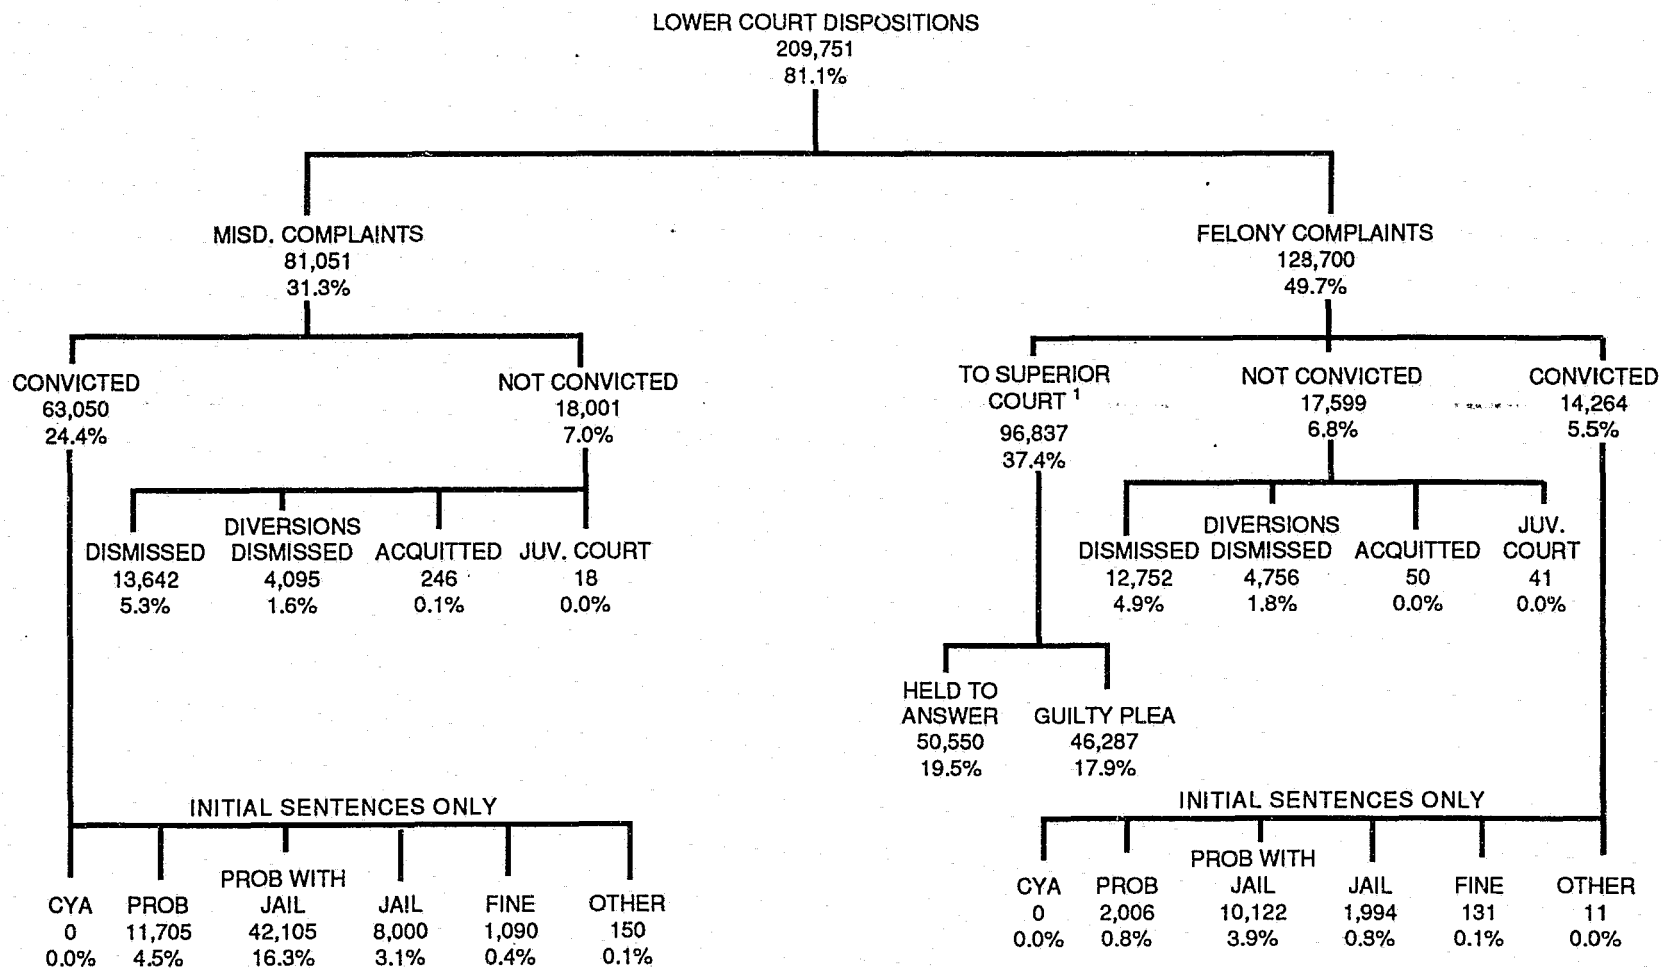 LOWER COURT DISPOSITIONS
209,751
81.1%
MISD. COMPLAINTS
81,051
31.3%
FELONY COMPLAINTS
128,700
49.7%
CONVICTED
63,050
24.4%
NOT CONVICTED
18,001
7.0%
TO SUPERIOR
COURT 1
96,837
37.4%
NOT CONVICTED
17,599
6.8%
CONVICTED
14,264
5.5%
DISMISSED
13,642
5.3%
DIVERSIONS
DISMISSED
4,095
1.6%
ACQUITTED
246
0.1%
JUV. COURT
18
0.0%
DISMISSED
12,752
4.9%
DIVERSIONS
DISMISSED
4,756
1.8%
ACQUITTED
50
0.0%
JUV.
COURT
41
0.0%
HELD TO
ANSWER
50,550
19.5%
GUILTY PLEA
46,287
17.9%
INITIAL SENTENCES ONLY
CYA
0
0.0%
PROB
11,705
4.5%
PROB WITH
JAIL
42,105
16.3%
JAIL
8,000
3.1%
FINE
1,090
0.4%
OTHER
150
0.1%
INITIAL SENTENCES ONLY
CYA
0
0.0%
PROB
2,006
0.8%
PROB WITH
JAIL
10,122
3.9%
JAIL
1,994
0.8%
FINE
131
0.1%
OTHER
11
0.0%